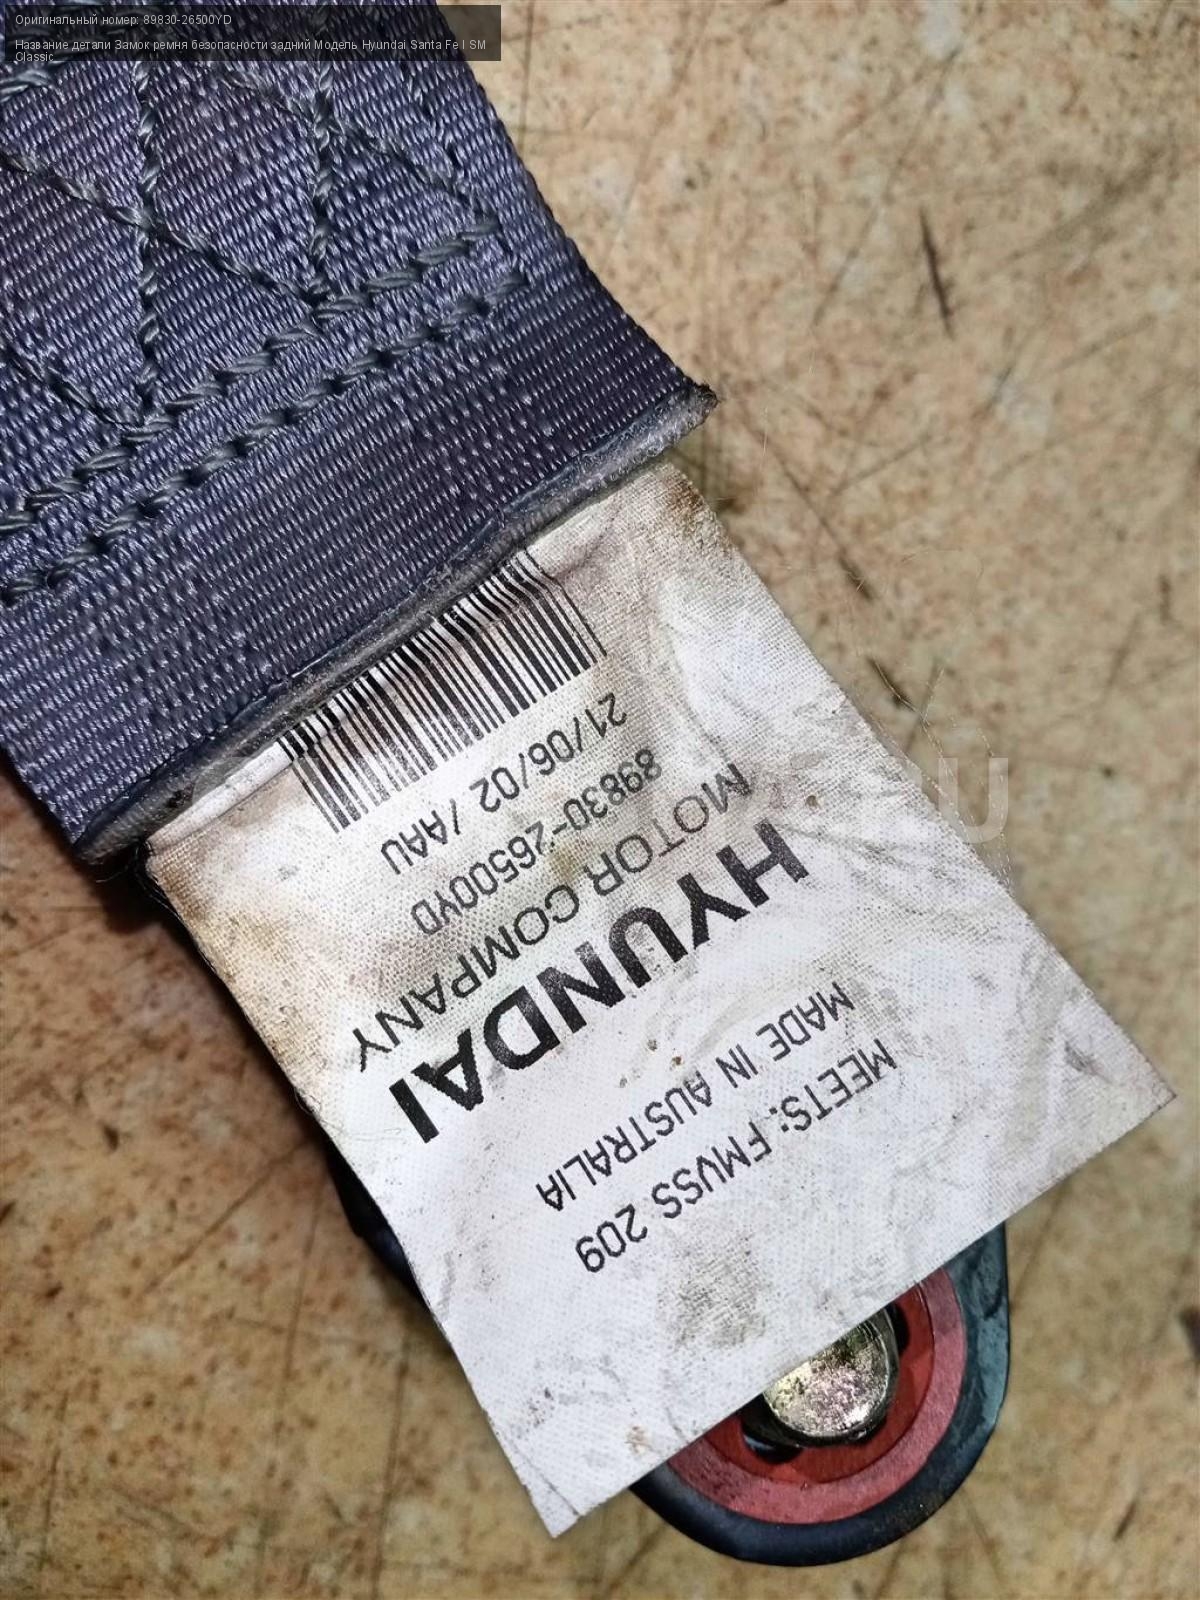 Оригинальный номер: 89830-26500YD
Название детали Замок ремня безопасности задний Модель Hyundai Santa Fe I SM
Classic
MEETS: FMVSS 209
MADE IN AUSTRALIA
HYUNDAI
MOTOR COMPANY
89830-26500YD
21/06/02 /AAU